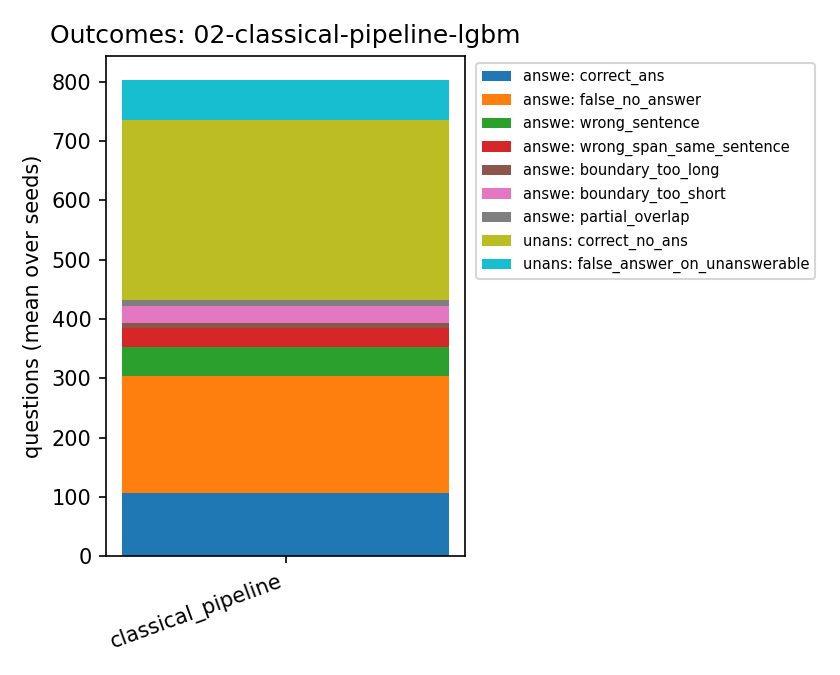 Outcomes: 02-classical-pipeline-lgbm
questions (mean over seeds)
800
700
600
500
400
300
200
100
0
classical_pipeline
answe: correct_ans
answe: false_no_answer
answe: wrong_sentence
answe: wrong_span_same_sentence
answe: boundary_too_long
answe: boundary_too_short
answe: partial_overlap
unans: correct_no_ans
unans: false_answer_on_unanswerable